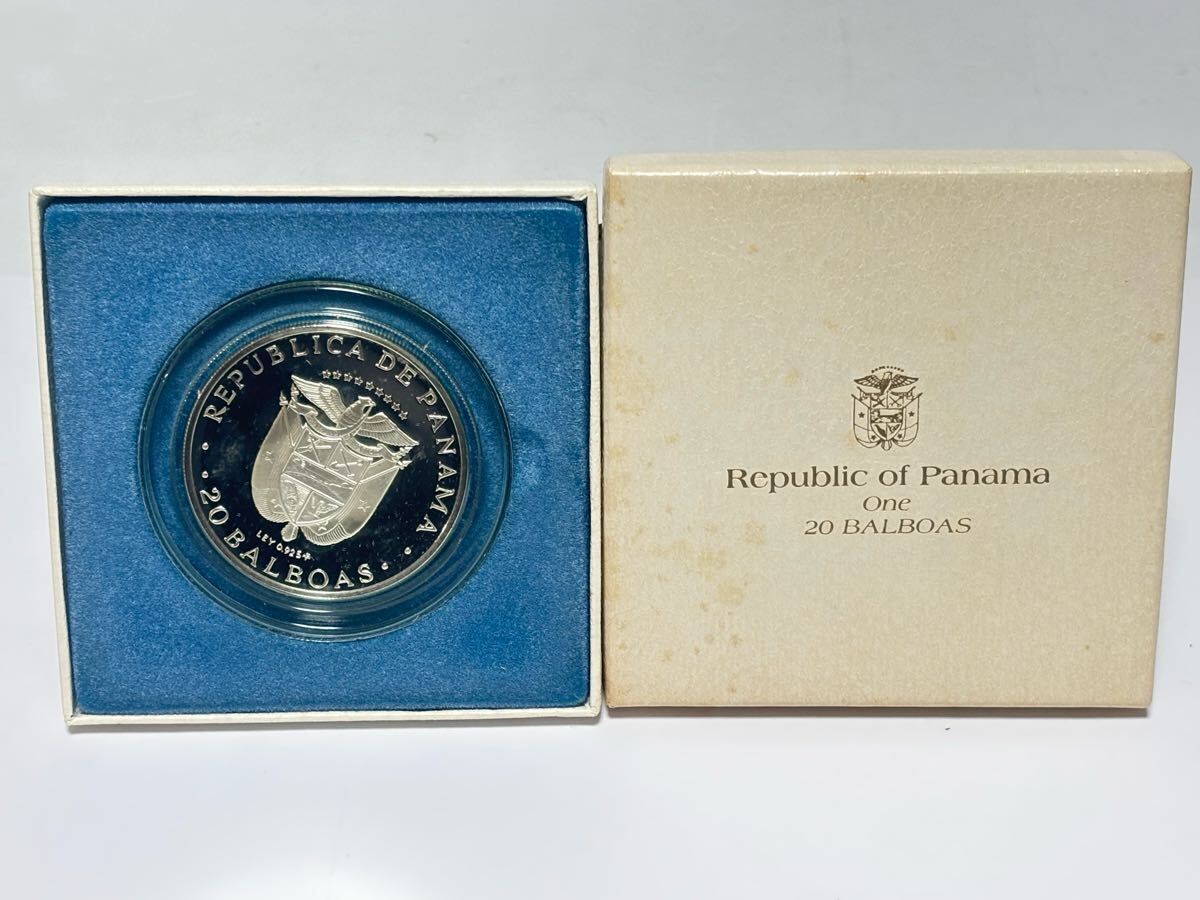 REPUBLICA DE PANAMA
LEY 0.925
20 BALBOAS
Republic of Panama
One
20 BALBOAS